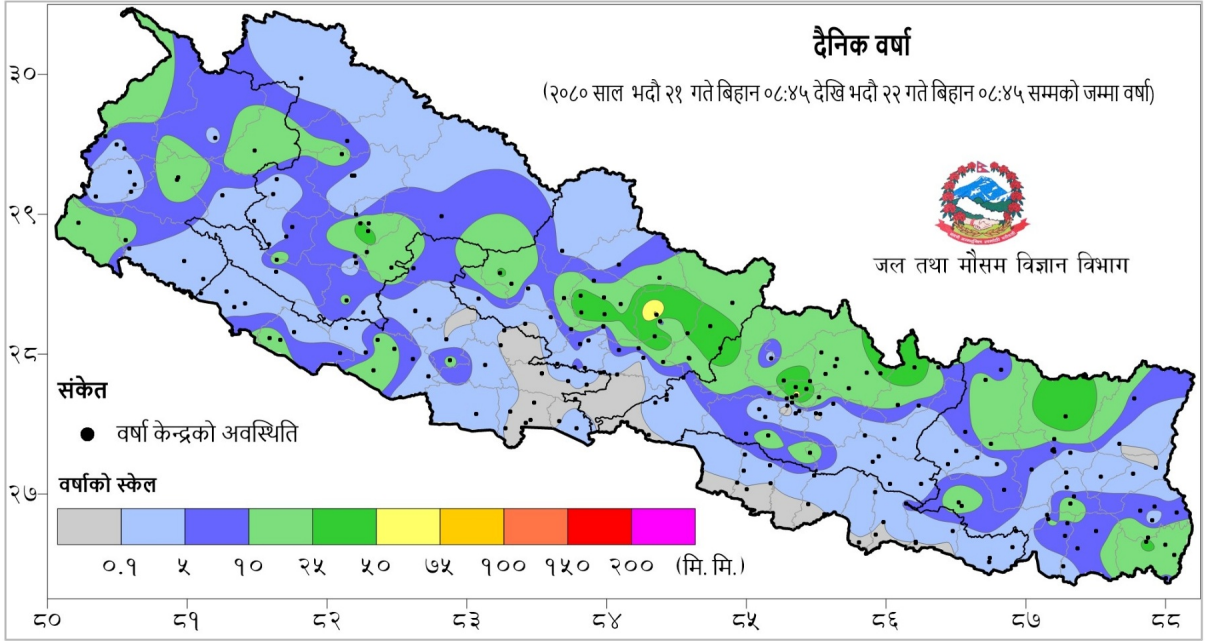 दैनिक वर्षा
(२०८० साल भदौ २१ गते बिहान ०८:४५ देखि भदौ २२ गते बिहान ०८:४५ सम्मको जम्मा वर्षा)
जल तथा मौसम विज्ञान विभाग
३०
२९
२८
२७
संकेत
वर्षा केन्द्रको अवस्थिति
वर्षाको स्केल
०.१ ५ १० २५ ५० ७५ १०० १५० २०० (मि. मि.)
८० ८१ ८२ ८३ ८४ ८५ ८६ ८७ ८८